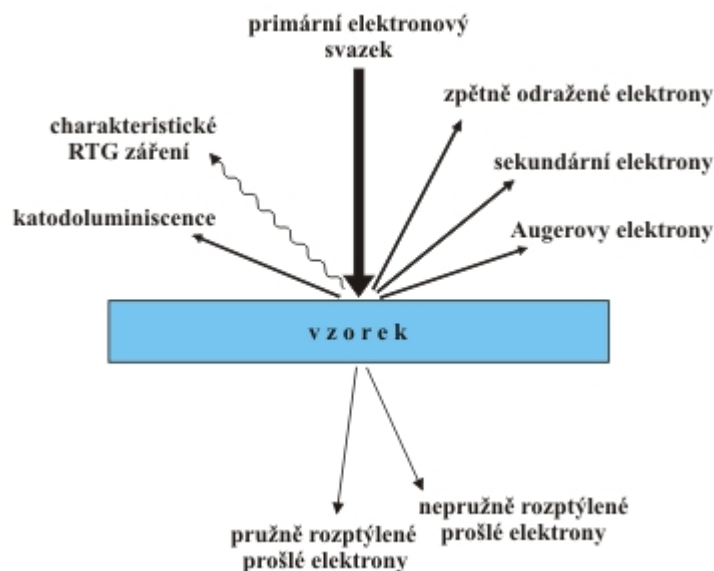 primární elektronový
svazek
zpětně odražené elektrony
charakteristické
RTG záření
sekundární elektrony
katodoluminiscence
Augerovy elektrony
vzorek
nepružně rozptýlené
prošlé elektrony
pružně rozptýlené
prošlé elektrony